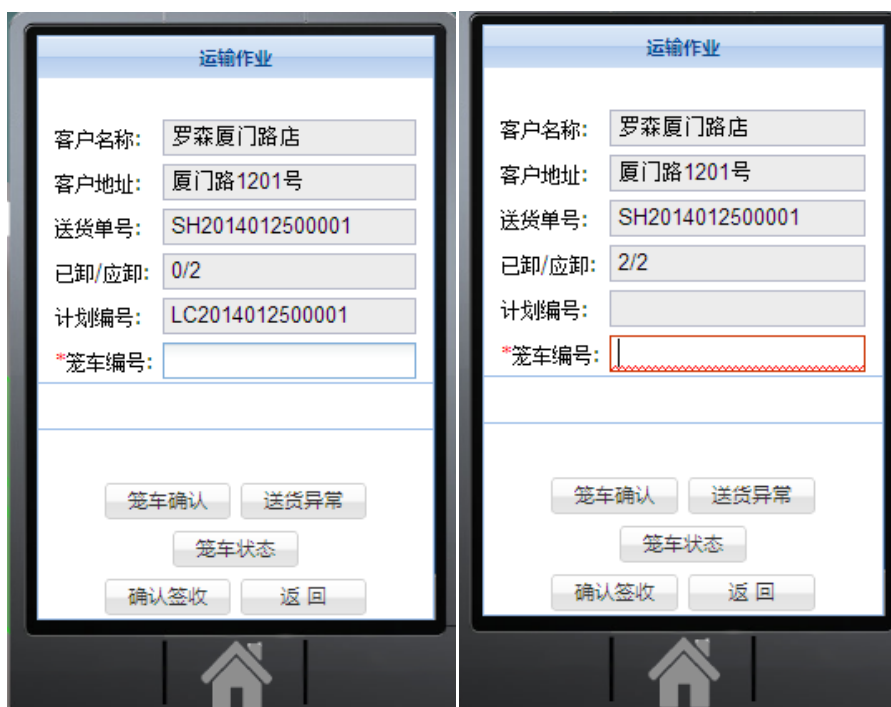 运输作业
客户名称: 罗森厦门路店
客户地址: 厦门路1201号
送货单号: SH2014012500001
已卸/应卸: 0/2
计划编号: LC2014012500001
*笼车编号:
笼车确认 送货异常
笼车状态
确认签收 返 回
运输作业
客户名称: 罗森厦门路店
客户地址: 厦门路1201号
送货单号: SH2014012500001
已卸/应卸: 2/2
计划编号:
*笼车编号:
笼车确认 送货异常
笼车状态
确认签收 返 回